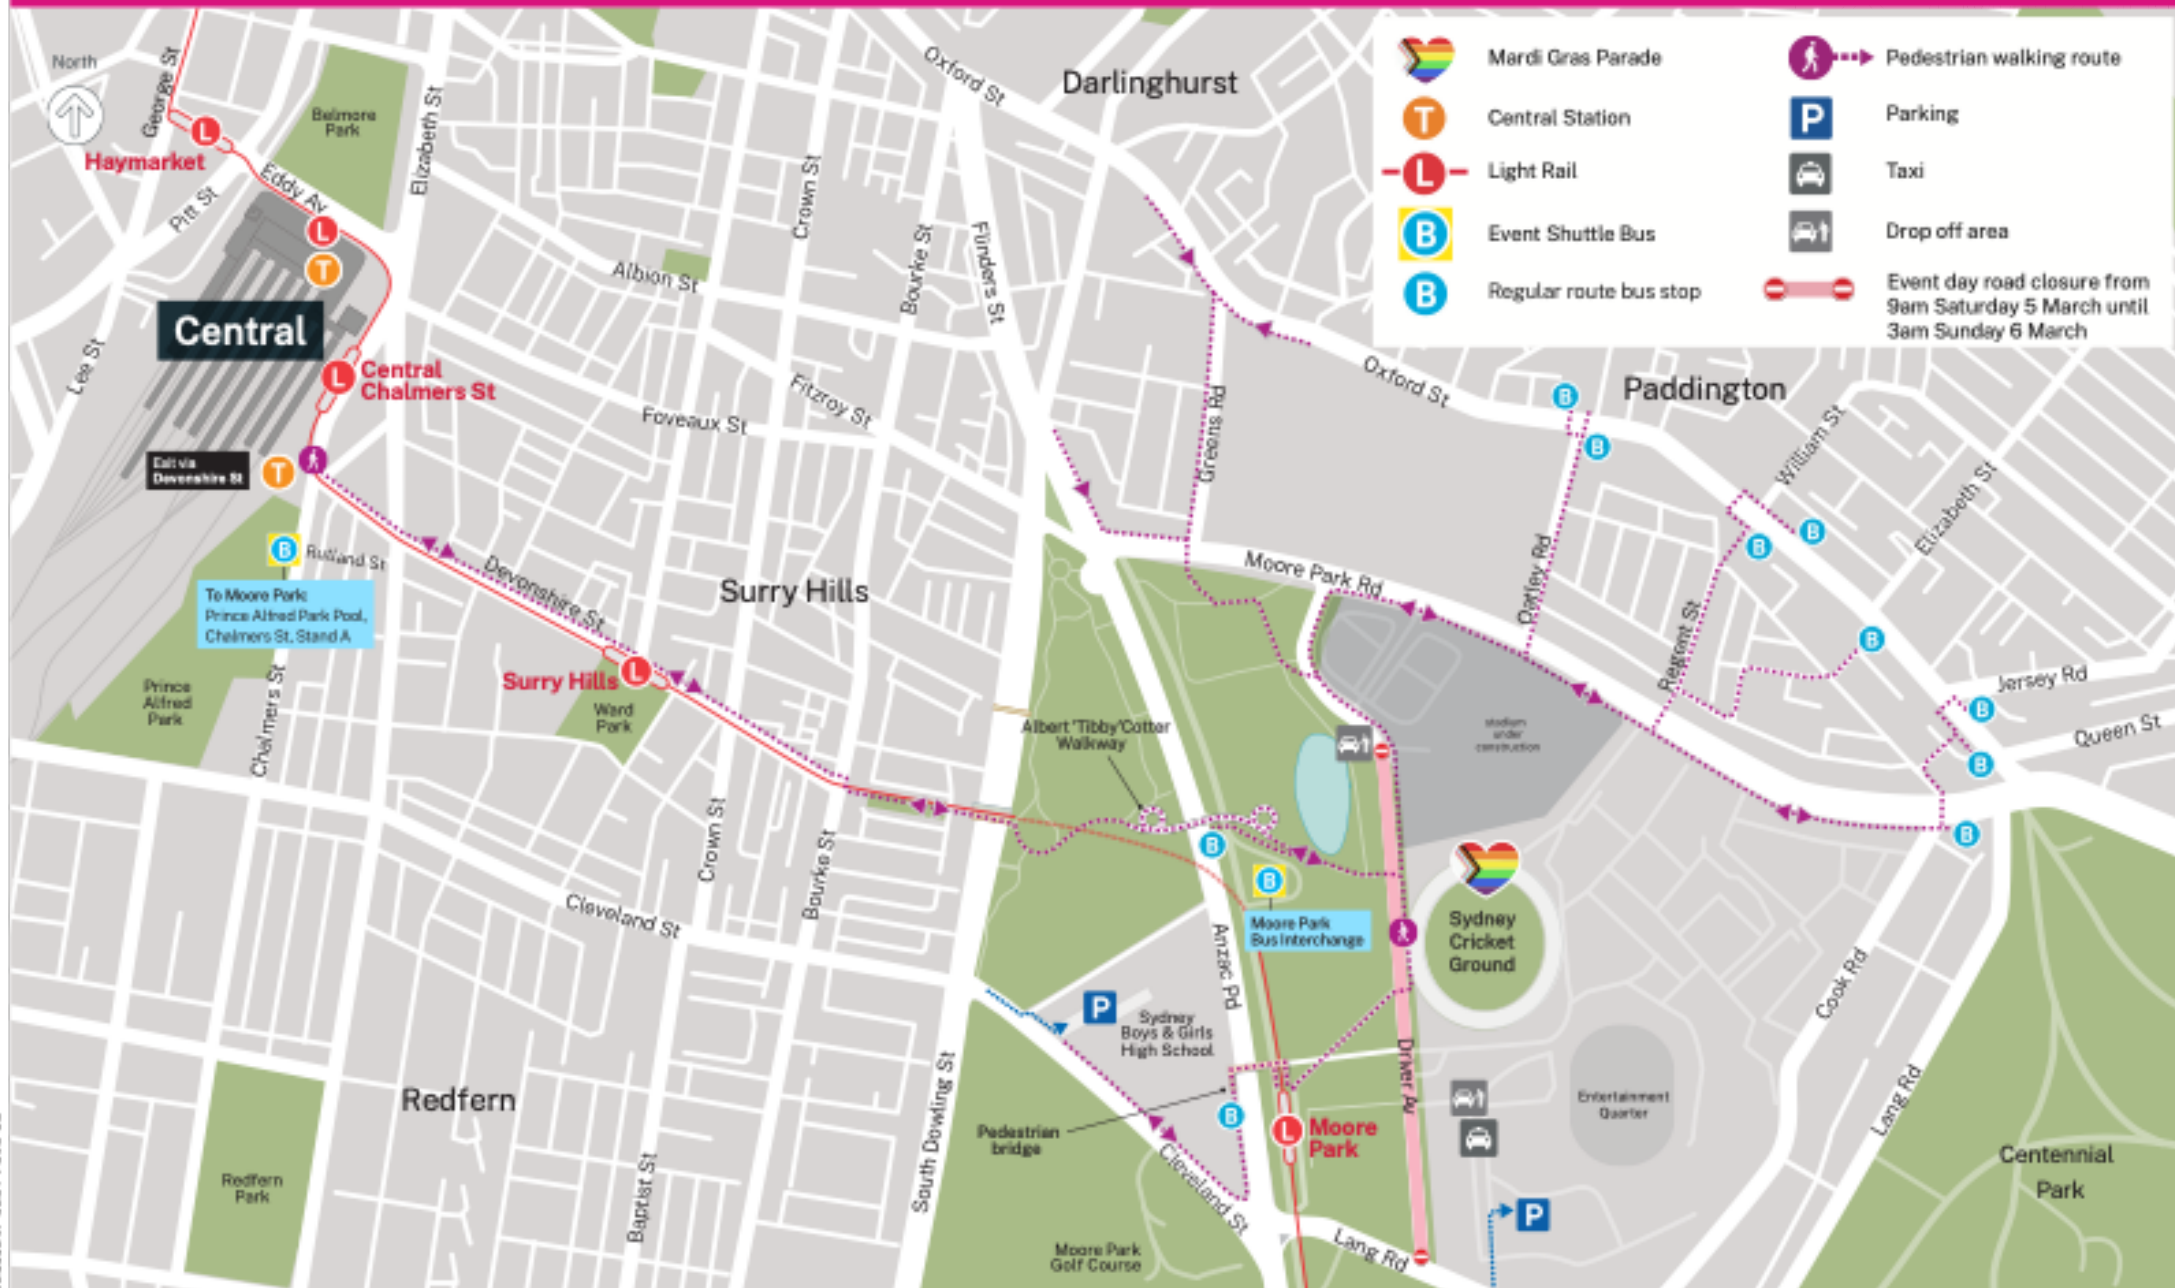 North
George St
Haymarket
Pitt St
Belmore
Park
Eddy Av
Elizabeth St
L
L
T
Central
Lee St
L
Central
Chalmers St
Exit via
Devonshire St
T
B
Rutland St
To Moore Park:
Prince Alfred Park Pool,
Chalmers St, Stand A
Prince
Alfred
Park
Chalmers St
Devonshire St
Surry Hills
L
Ward
Park
Albion St
Foveaux St
Fitzroy St
Crown St
Bourke St
Flinders St
Oxford St
Darlinghurst
Surry Hills
Crown St
Bourke St
Cleveland St
Redfern
Redfern
Park
Baptist St
South Dowling St
Mardi Gras Parade
T
Central Station
L
Light Rail
B
Event Shuttle Bus
B
Regular route bus stop
Pedestrian walking route
P
Parking
Taxi
Drop off area
Event day road closure from
9am Saturday 5 March until
3am Sunday 6 March
Greens Rd
Oxford St
Paddington
B
B
William St
Elizabeth St
B
B
Oatley Rd
Moore Park Rd
Regent St
B
Jersey Rd
B
Queen St
B
B
stadium
under
construction
Albert 'Tibby' Cotter
Walkway
B
B
Moore Park
Bus Interchange
Anzac Pd
Sydney
Cricket
Ground
P
Sydney
Boys & Girls
High School
Pedestrian
bridge
B
L
Moore
Park
Driver Av
Cleveland St
Moore Park
Golf Course
Lang Rd
Entertainment
Quarter
P
Cook Rd
Lang Rd
Centennial
Park